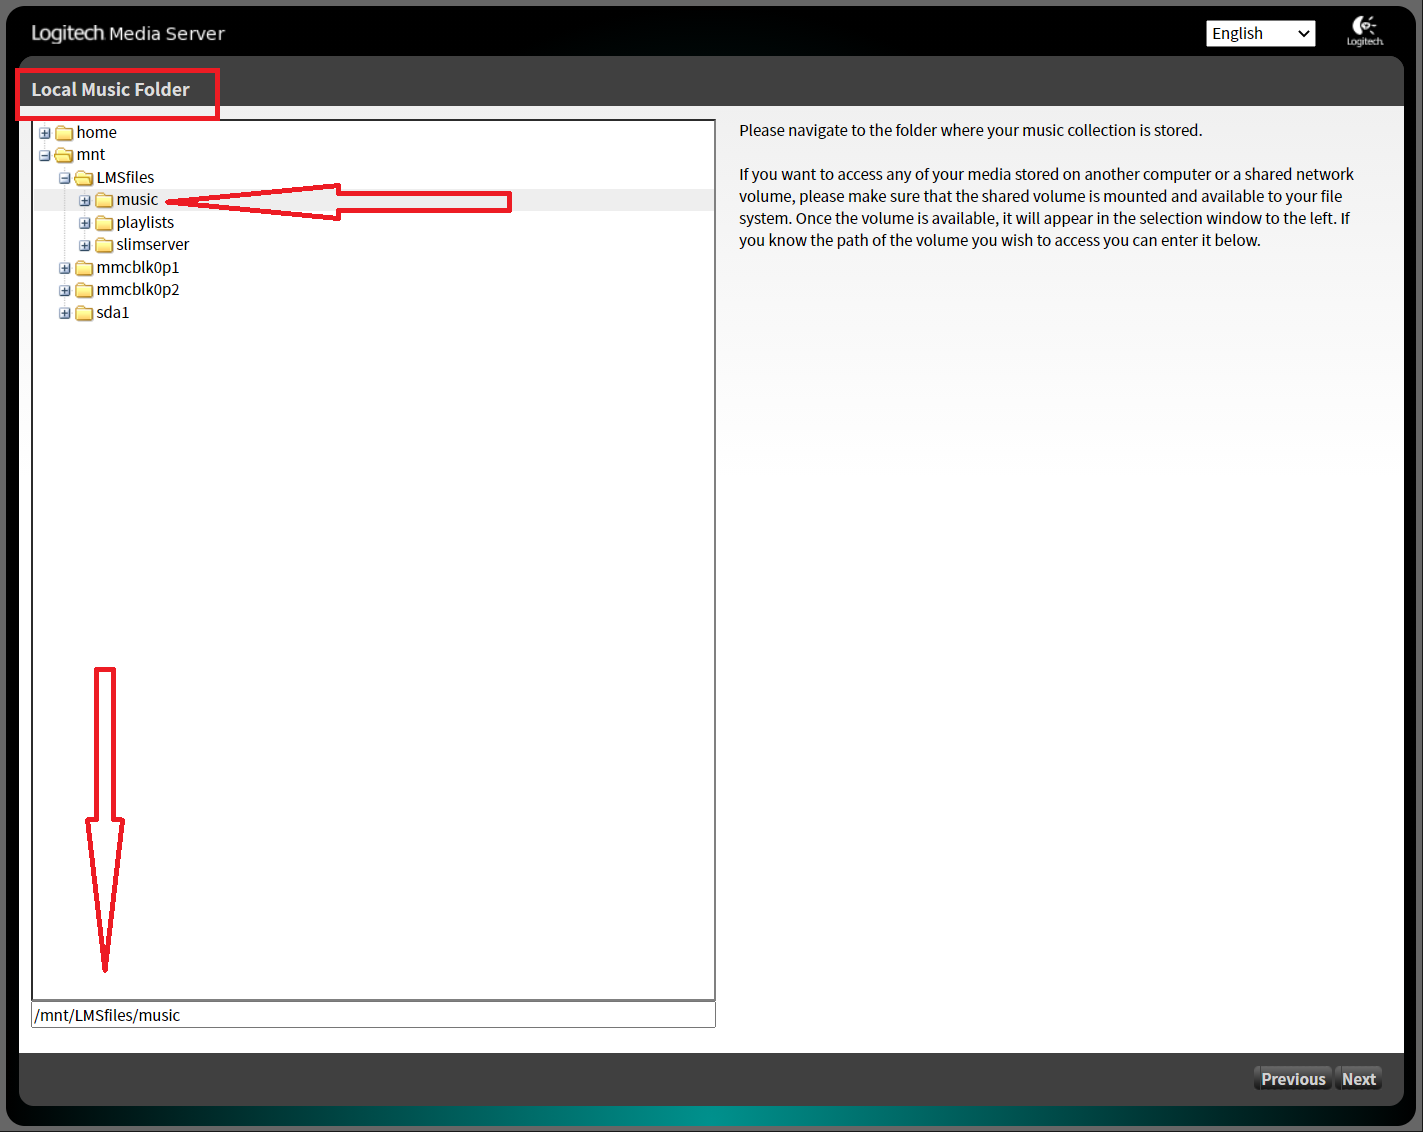 Logitech Media Server
English
Logitech
Local Music Folder
home
mnt
LMSfiles
music
playlists
slimserver
mmcblk0p1
mmcblk0p2
sda1
/mnt/LMSfiles/music
Please navigate to the folder where your music collection is stored.
If you want to access any of your media stored on another computer or a shared network
volume, please make sure that the shared volume is mounted and available to your file
system. Once the volume is available, it will appear in the selection window to the left. If
you know the path of the volume you wish to access you can enter it below.
Previous Next